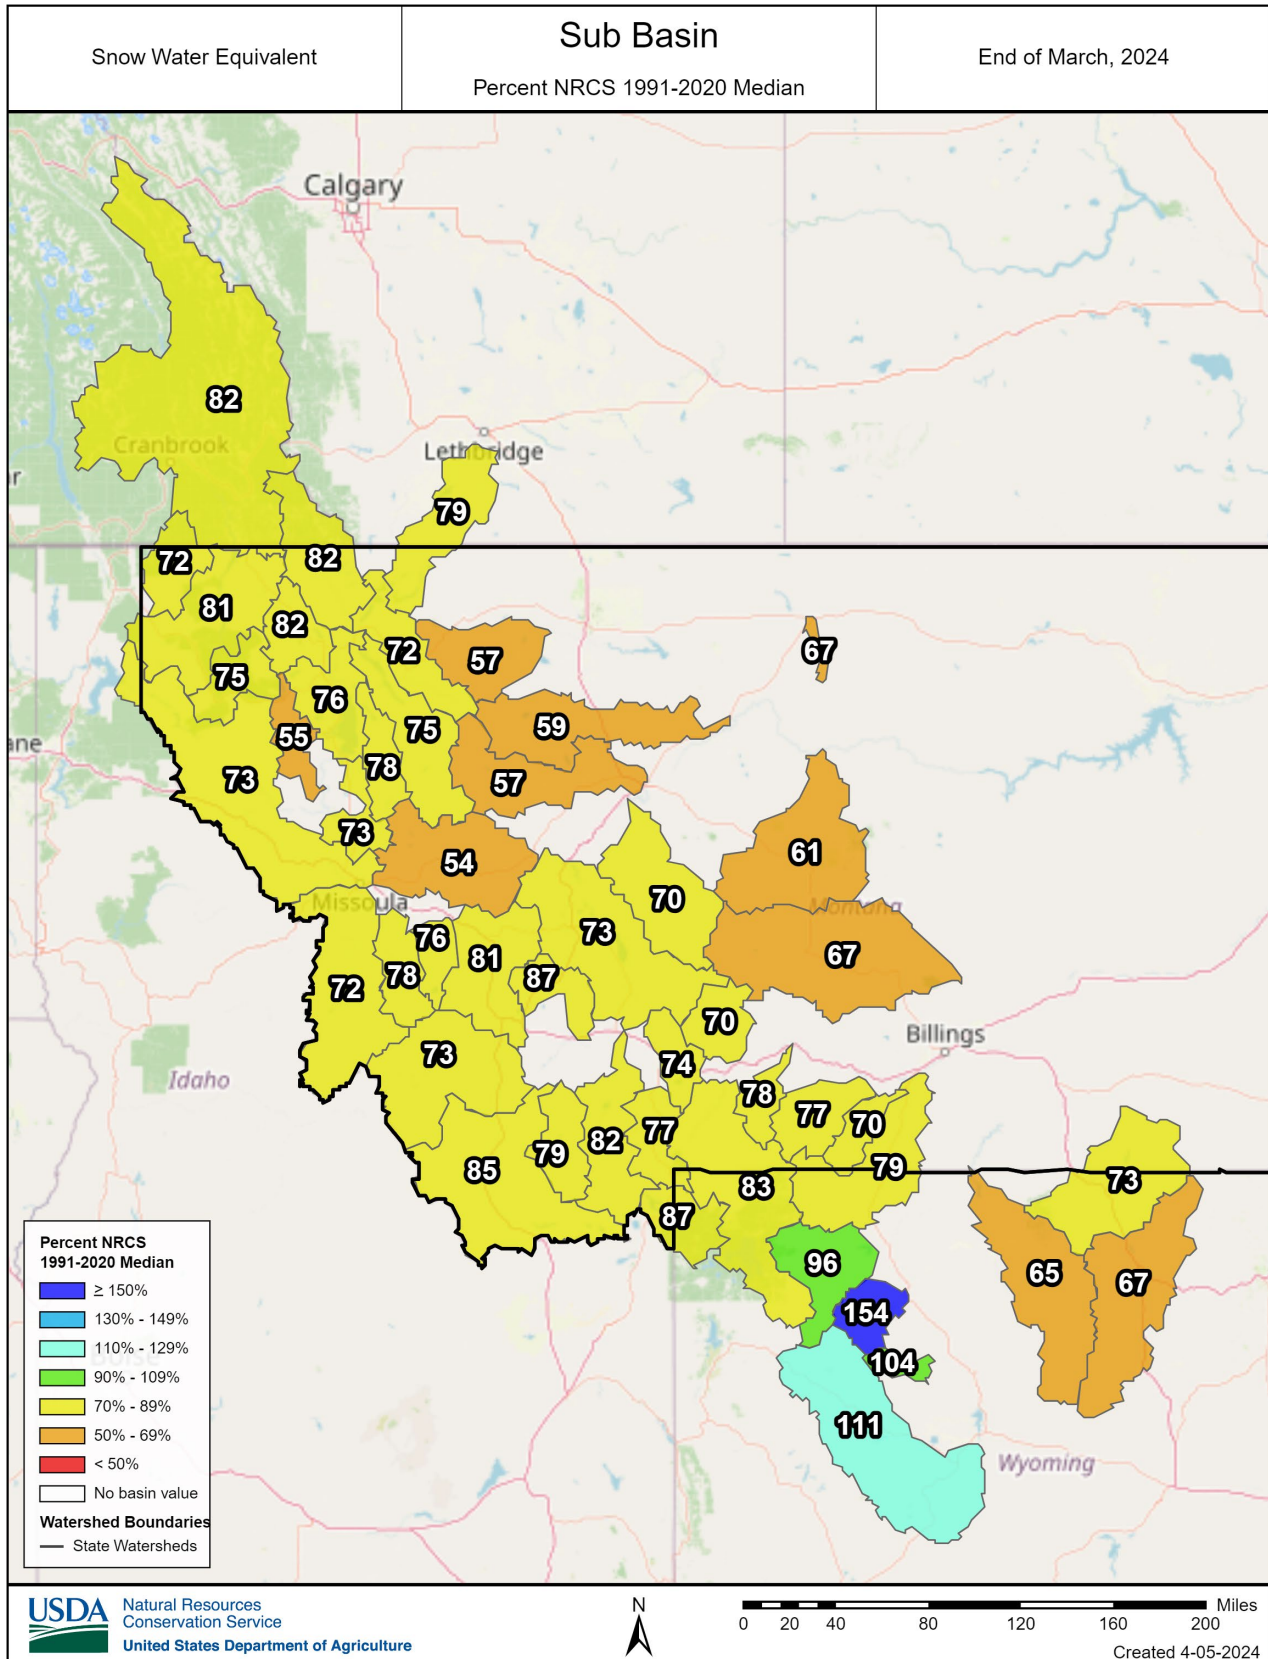 Snow Water Equivalent
Sub Basin
Percent NRCS 1991-2020 Median
End of March, 2024
Calgary
82
Cranbrook
Lethbridge
ar
79
72
82
81
82
72
57
67
75
76
59
75
55
ane
78
73
57
73
61
54
70
Missoula
Montana
76
73
81
67
78
87
72
70
Billings
73
74
Idaho
78
77
70
77
82
79
79
85
73
83
87
96
65
67
154
104
111
Wyoming
Percent NRCS
1991-2020 Median
≥ 150%
130% - 149%
110% - 129%
90% - 109%
70% - 89%
50% - 69%
< 50%
No basin value
Watershed Boundaries
State Watersheds
USDA
Natural Resources
Conservation Service
United States Department of Agriculture
N
0 20 40 80 120 160 200 Miles
Created 4-05-2024